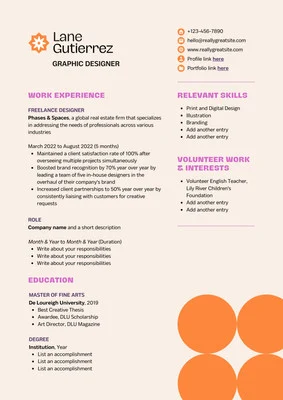 Lane
Gutierrez
GRAPHIC DESIGNER
+123-456-7890
hello@reallygreatsite.com
www.reallygreatsite.com
Profile link here
Portfolio link here
WORK EXPERIENCE
FREELANCE DESIGNER
Phases & Spaces, a global real estate firm that specializes
in addressing the needs of professionals across various
industries
March 2022 to August 2022 (5 months)
• Maintained a client satisfaction rate of 100% after
overseeing multiple projects simultaneously
• Boosted brand recognition by 70% over year by
leading a team of five in-house designers in the
overhaul of their company's brand
• Increased client partnerships to 50% year over year by
consistently liaising with customers for creative
requests
ROLE
Company name and a short description
Month & Year to Month & Year (Duration)
• Write about your responsibilities
• Write about your responsibilities
• Write about your responsibilities
EDUCATION
MASTER OF FINE ARTS
De Loureigh University, 2019
• Best Creative Thesis
• Awardee, DLU Scholarship
• Art Director, DLU Magazine
DEGREE
Institution, Year
• List an accomplishment
• List an accomplishment
• List an accomplishment
RELEVANT SKILLS
• Print and Digital Design
• Illustration
• Branding
• Add another entry
• Add another entry
VOLUNTEER WORK
& INTERESTS
• Volunteer English Teacher,
Lily River Children's
Foundation
• Add another entry
• Add another entry